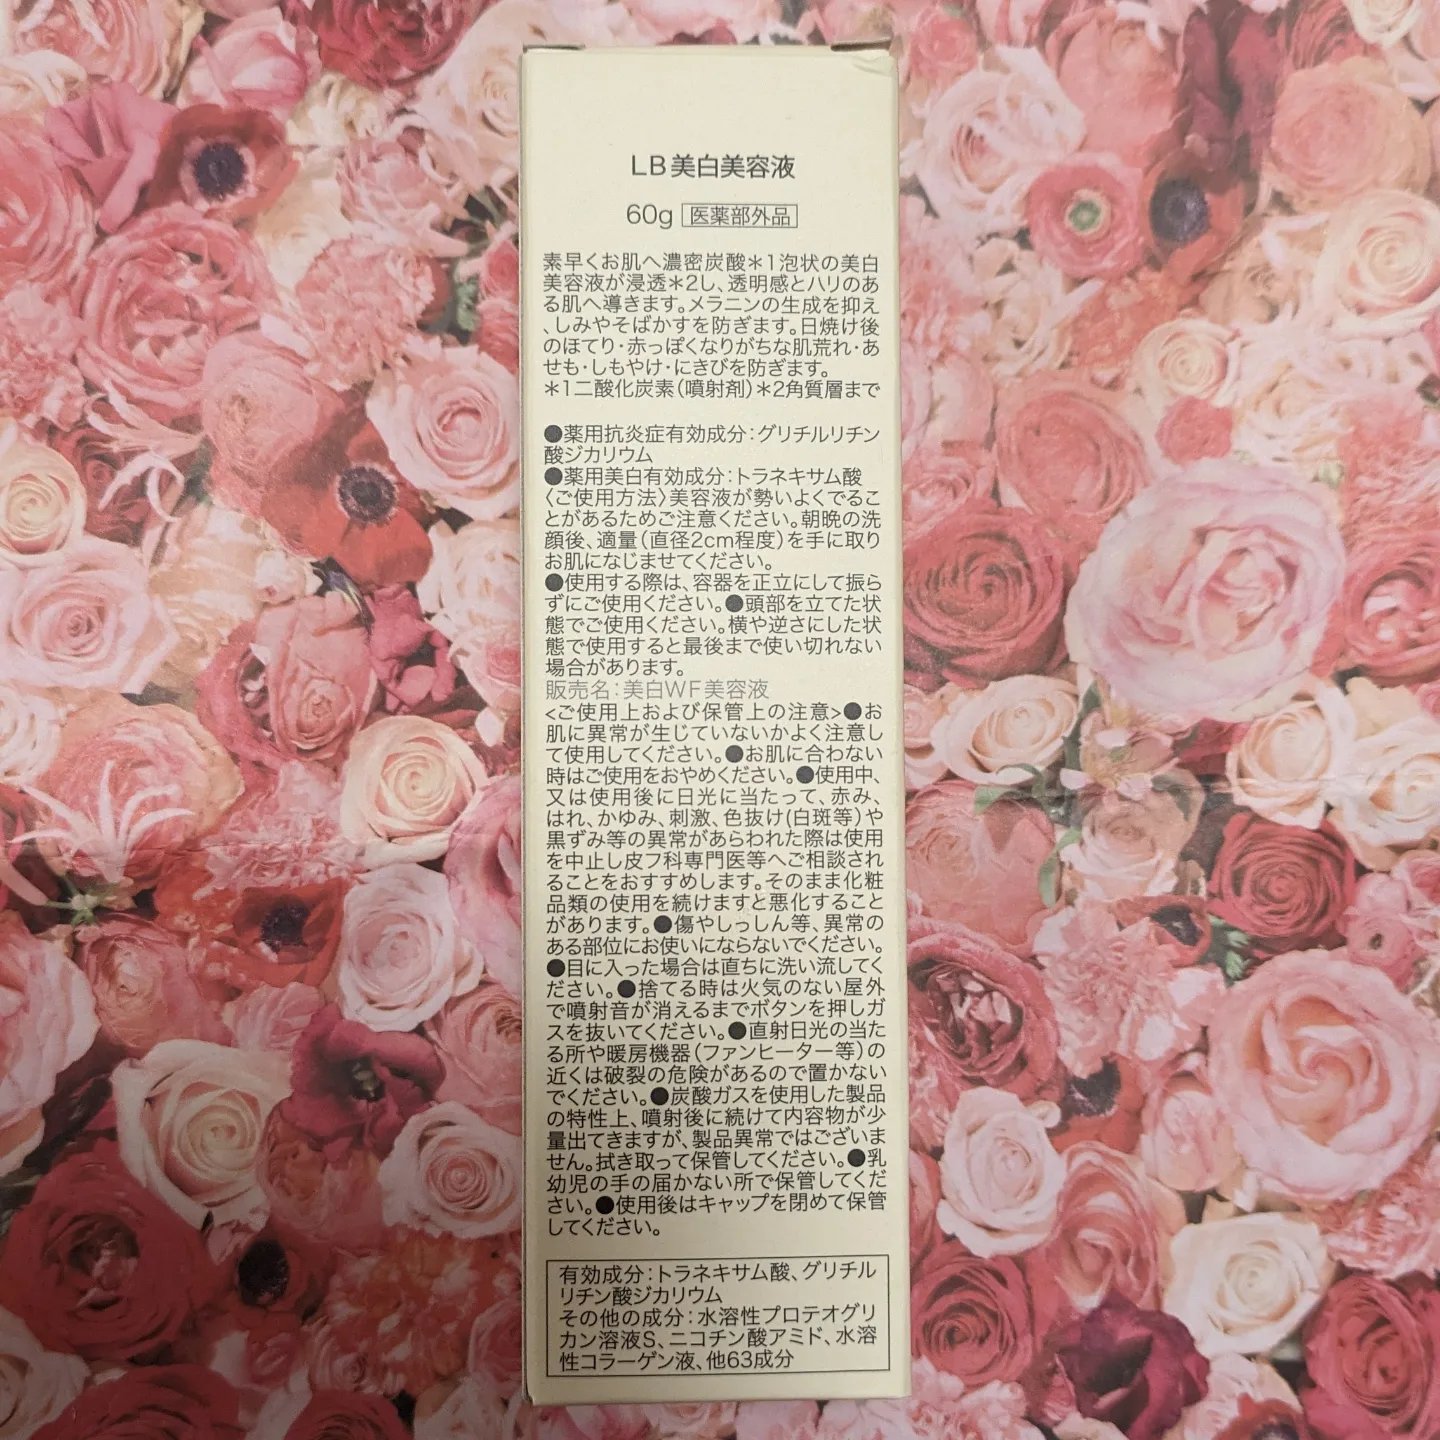 LB美白美容液
60g 医薬部外品
素早くお肌へ濃密炭酸＊1泡状の美白
美容液が浸透＊2し、透明感とハリのあ
る肌へ導きます。メラニンの生成を抑え
、しみやそばかすを防ぎます。日焼け後
のほてり・赤っぽくなりがちな肌荒れ・あ
せも・しもやけ・にきびを防ぎます。
＊1二酸化炭素（噴射剤）＊2角質層まで
●薬用抗炎症有効成分：グリチルリチン
酸ジカリウム
●薬用美白有効成分：トラネキサム酸
〈ご使用方法〉美容液が勢いよくでるこ
とがあるためご注意ください。朝晩の洗
顔後、適量（直径2cm程度）を手に取り
お肌になじませてください。
●使用する際は、容器を正立にして振ら
ずにご使用ください。●頭部を立てた状
態でご使用ください。横や逆さにした状
態で使用すると最後まで使い切れない
場合があります。
販売名：美白WF美容液
<ご使用上および保管上の注意>●お
肌に異常が生じていないかよく注意し
て使用してください。●お肌に合わない
時はご使用をおやめください。●使用中、
又は使用後に日光に当たって、赤み、
はれ、かゆみ、刺激、色抜け(白斑等)や
黒ずみ等の異常があらわれた際は使用
を中止し皮フ科専門医等へご相談され
ることをおすすめします。そのまま化粧
品類の使用を続けますと悪化すること
があります。●傷やしっしん等、異常の
ある部位にお使いにならないでください。
●目に入った場合は直ちに洗い流してく
ださい。●捨てる時は火気のない屋外
で噴射音が消えるまでボタンを押しガ
スを抜いてください。●直射日光の当た
る所や暖房機器（ファンヒーター等）の
近くは破裂の危険があるので置かない
でください。●炭酸ガスを使用した製品
の特性上、噴射後に続けて内容物が少
量出てきますが、製品異常ではございま
せん。拭き取って保管してください。●乳
幼児の手の届かない所で保管してくだ
さい。●使用後はキャップを閉めて保管
してください。
有効成分：トラネキサム酸、グリチル
リチン酸ジカリウム
その他の成分：水溶性プロテオグリ
カン溶液S、ニコチン酸アミド、水溶
性コラーゲン液、他63成分